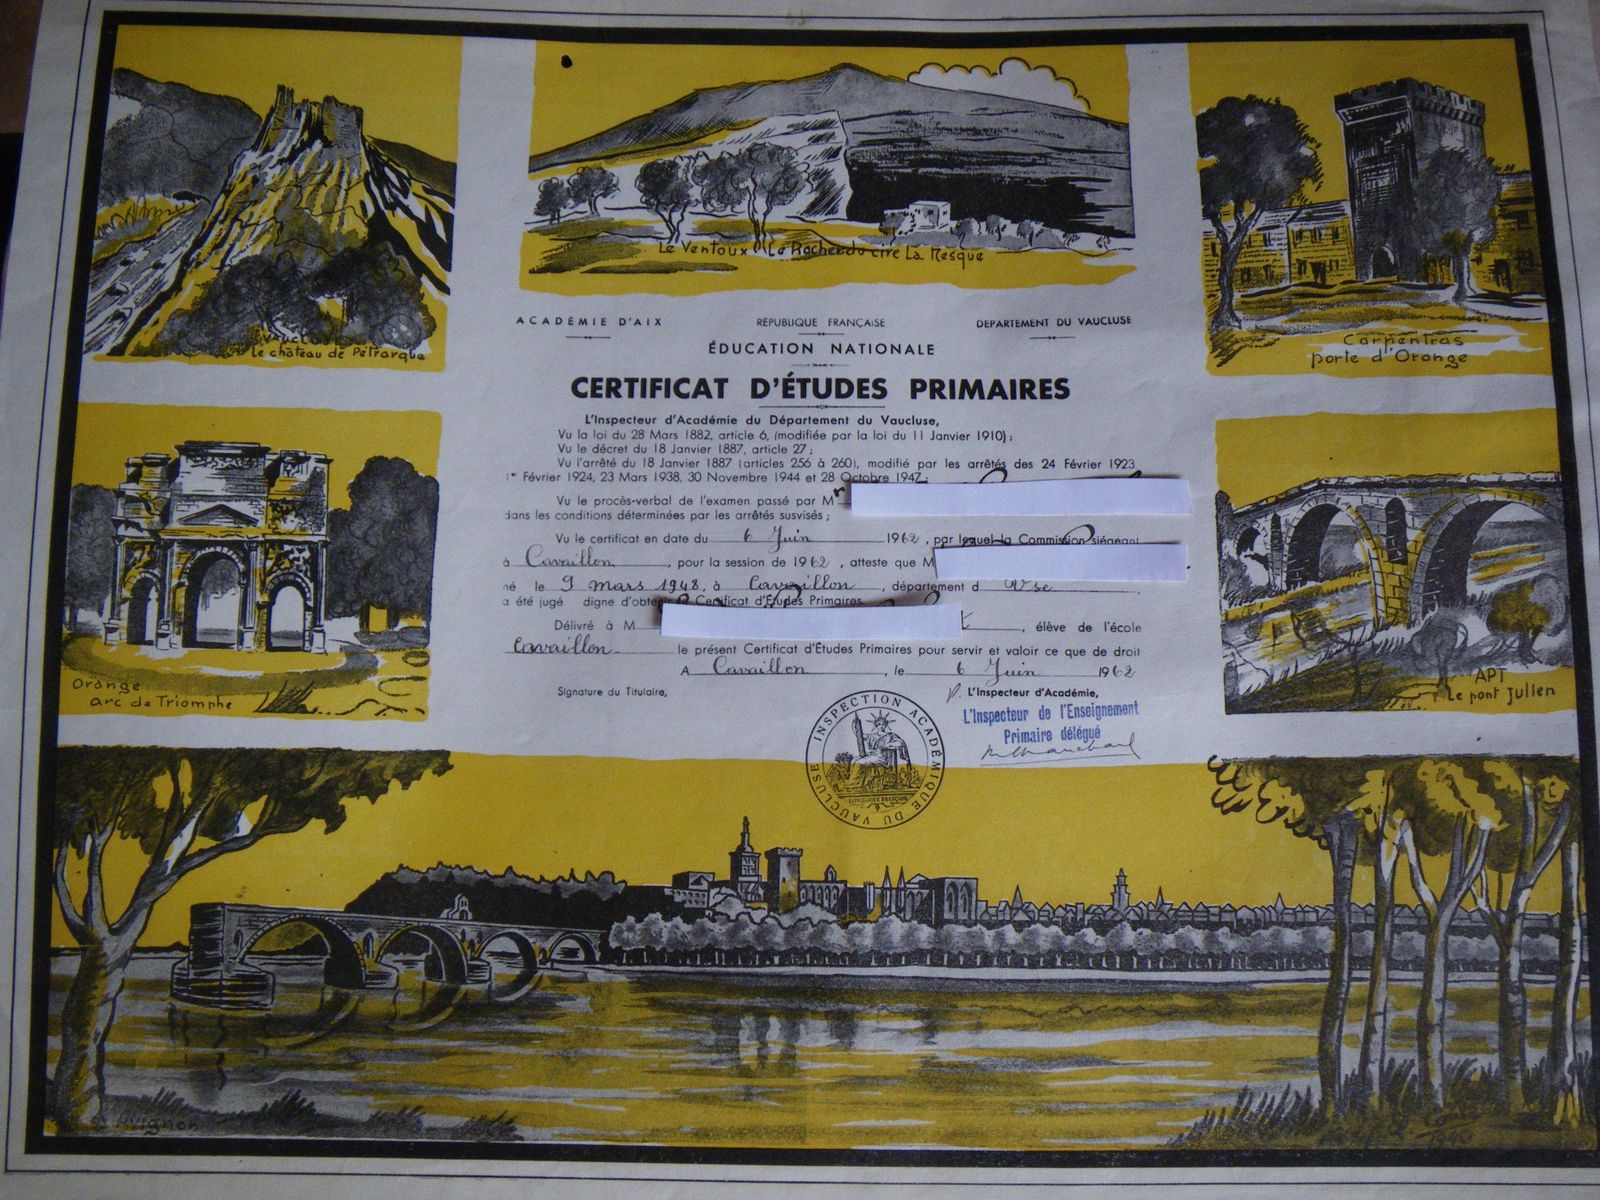 VAUCLUSE
Le château de Pétrarque
Le Ventoux Le Rocher du Cire La Nesque
Carpentras
porte d'Orange
ACADÉMIE D'AIX
RÉPUBLIQUE FRANÇAISE
DEPARTEMENT DU VAUCLUSE
ÉDUCATION NATIONALE
CERTIFICAT D'ÉTUDES PRIMAIRES
L'Inspecteur d'Académie du Département du Vaucluse,
Vu la loi du 28 Mars 1882, article 6, (modifiée par la loi du 11 Janvier 1910) ;
Vu le décret du 18 Janvier 1887, article 27 ;
Vu l'arrêté du 18 Janvier 1887 (articles 256 à 260), modifié par les arrêtés des 24 Février 1923
1er Février 1924, 23 Mars 1938, 30 Novembre 1944 et 28 Octobre 1947 ;
Vu le procès-verbal de l'examen passé par M
dans les conditions déterminées par les arrêtés susvisés ;
Vu le certificat en date du 6 Juin 1962, par lequel la Commission siégeant
à Cavaillon, pour la session de 1962, atteste que M
né le 9 mars 1948, à Cavaillon, département d Vse,
a été jugé digne d'obtenir Certificat d'Études Primaires.
Délivré à M , élève de l'école
Cavaillon le présent Certificat d'Études Primaires pour servir et valoir ce que de droit
A Cavaillon, le 6 Juin 1962
Signature du Titulaire,
P. L'Inspecteur d'Académie,
L'Inspecteur de l'Enseignement
Primaire délégué
INSPECTION ACADÉMIQUE DU VAUCLUSE
RÉPUBLIQUE FRANÇAISE
Orange
arc de Triomphe
APT
Le pont Julien
Avignon